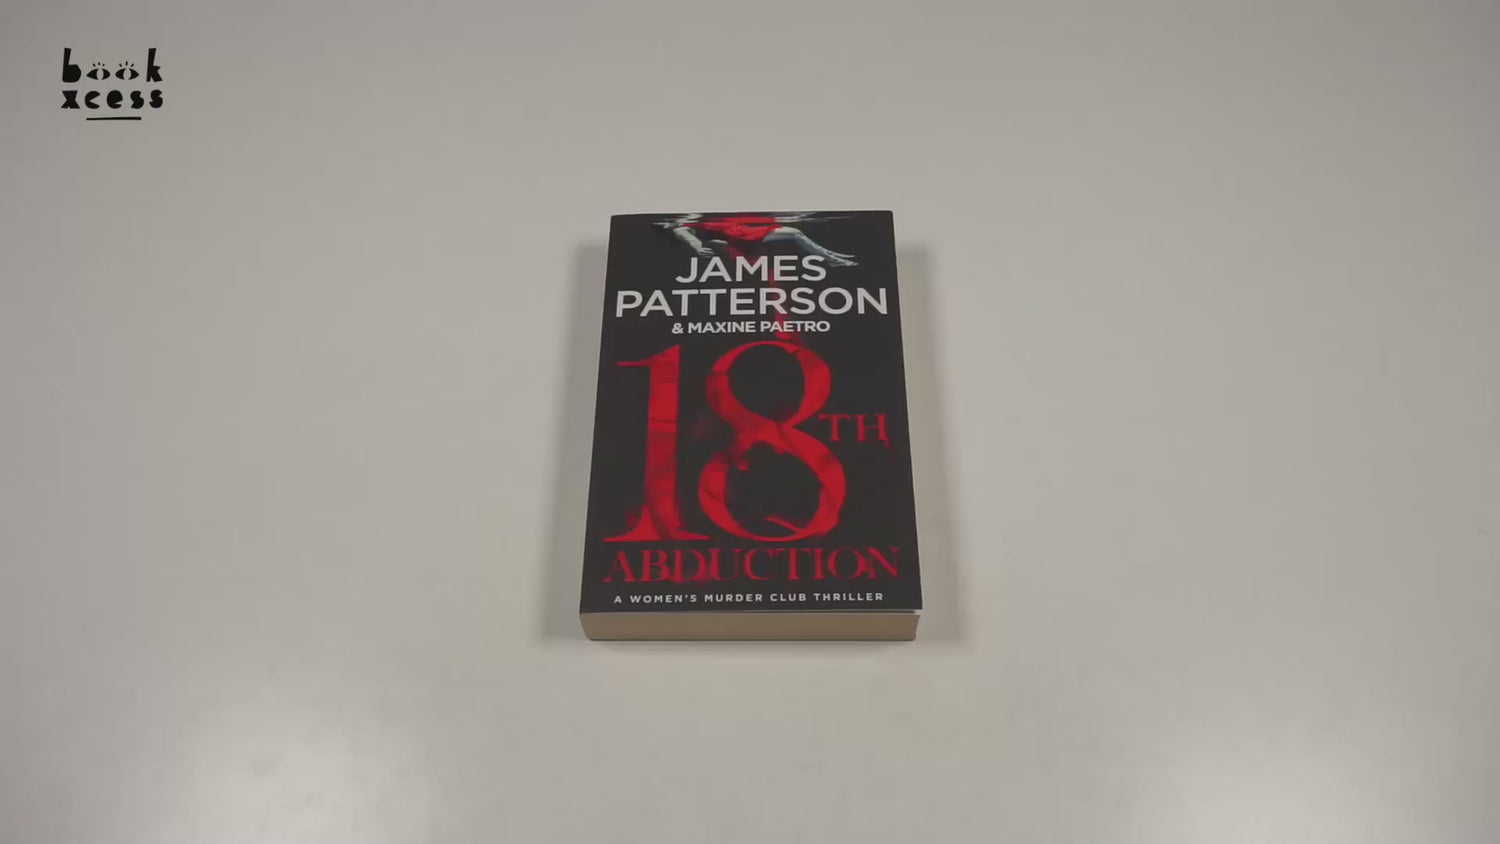 book
xcess
JAMES
PATTERSON
& MAXINE PAETRO
18TH
ABDUCTION
A WOMEN'S MURDER CLUB THRILLER